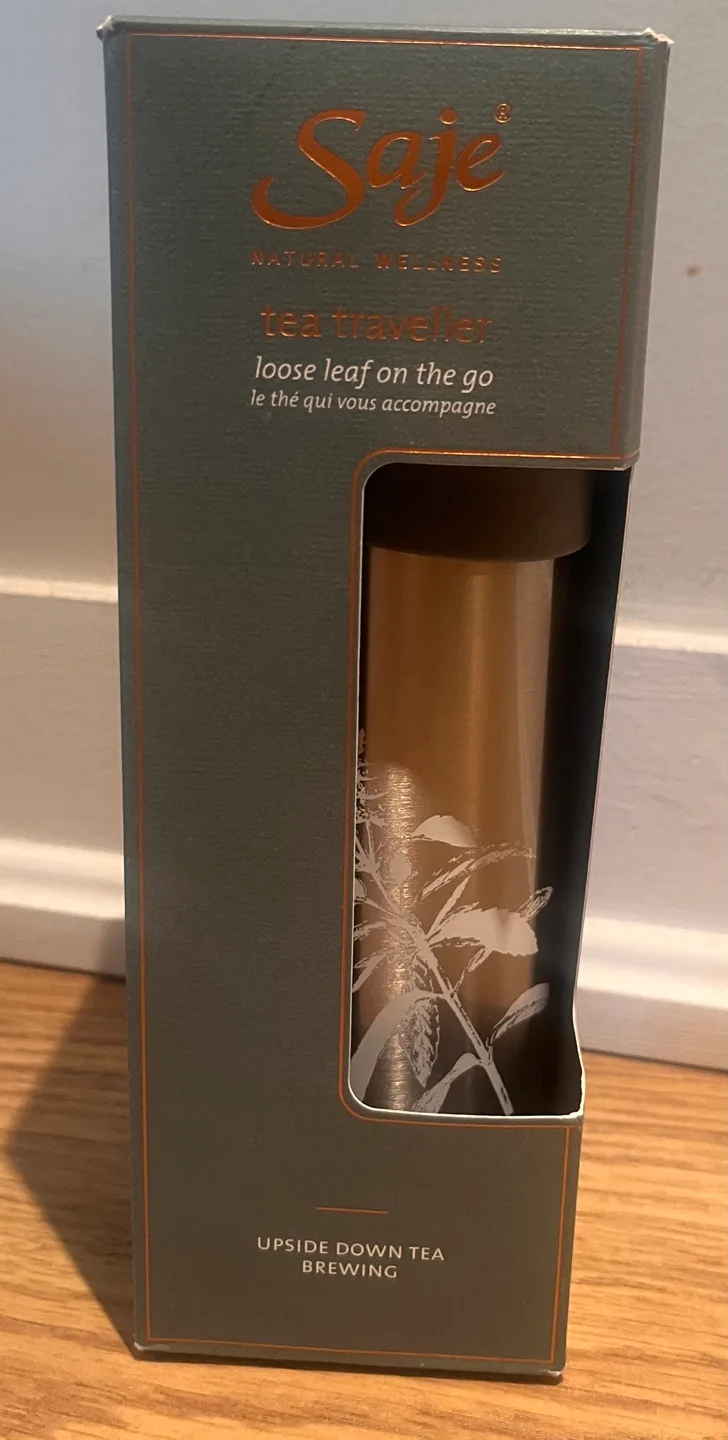 Saje®
NATURAL WELLNESS
tea traveller
loose leaf on the go
le thé qui vous accompagne
UPSIDE DOWN TEA
BREWING